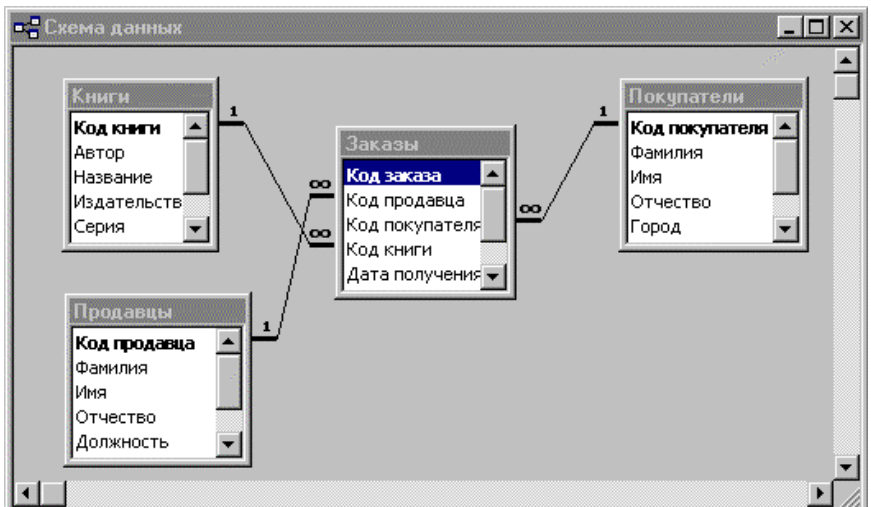 Схема данных
Книги
Код книги
Автор
Название
Издательств
Серия
1
∞
∞
Заказы
Код заказа
Код продавца
Код покупателя
Код книги
Дата получения
∞
1
Покупатели
Код покупателя
Фамилия
Имя
Отчество
Город
Продавцы
Код продавца
Фамилия
Имя
Отчество
Должность
1